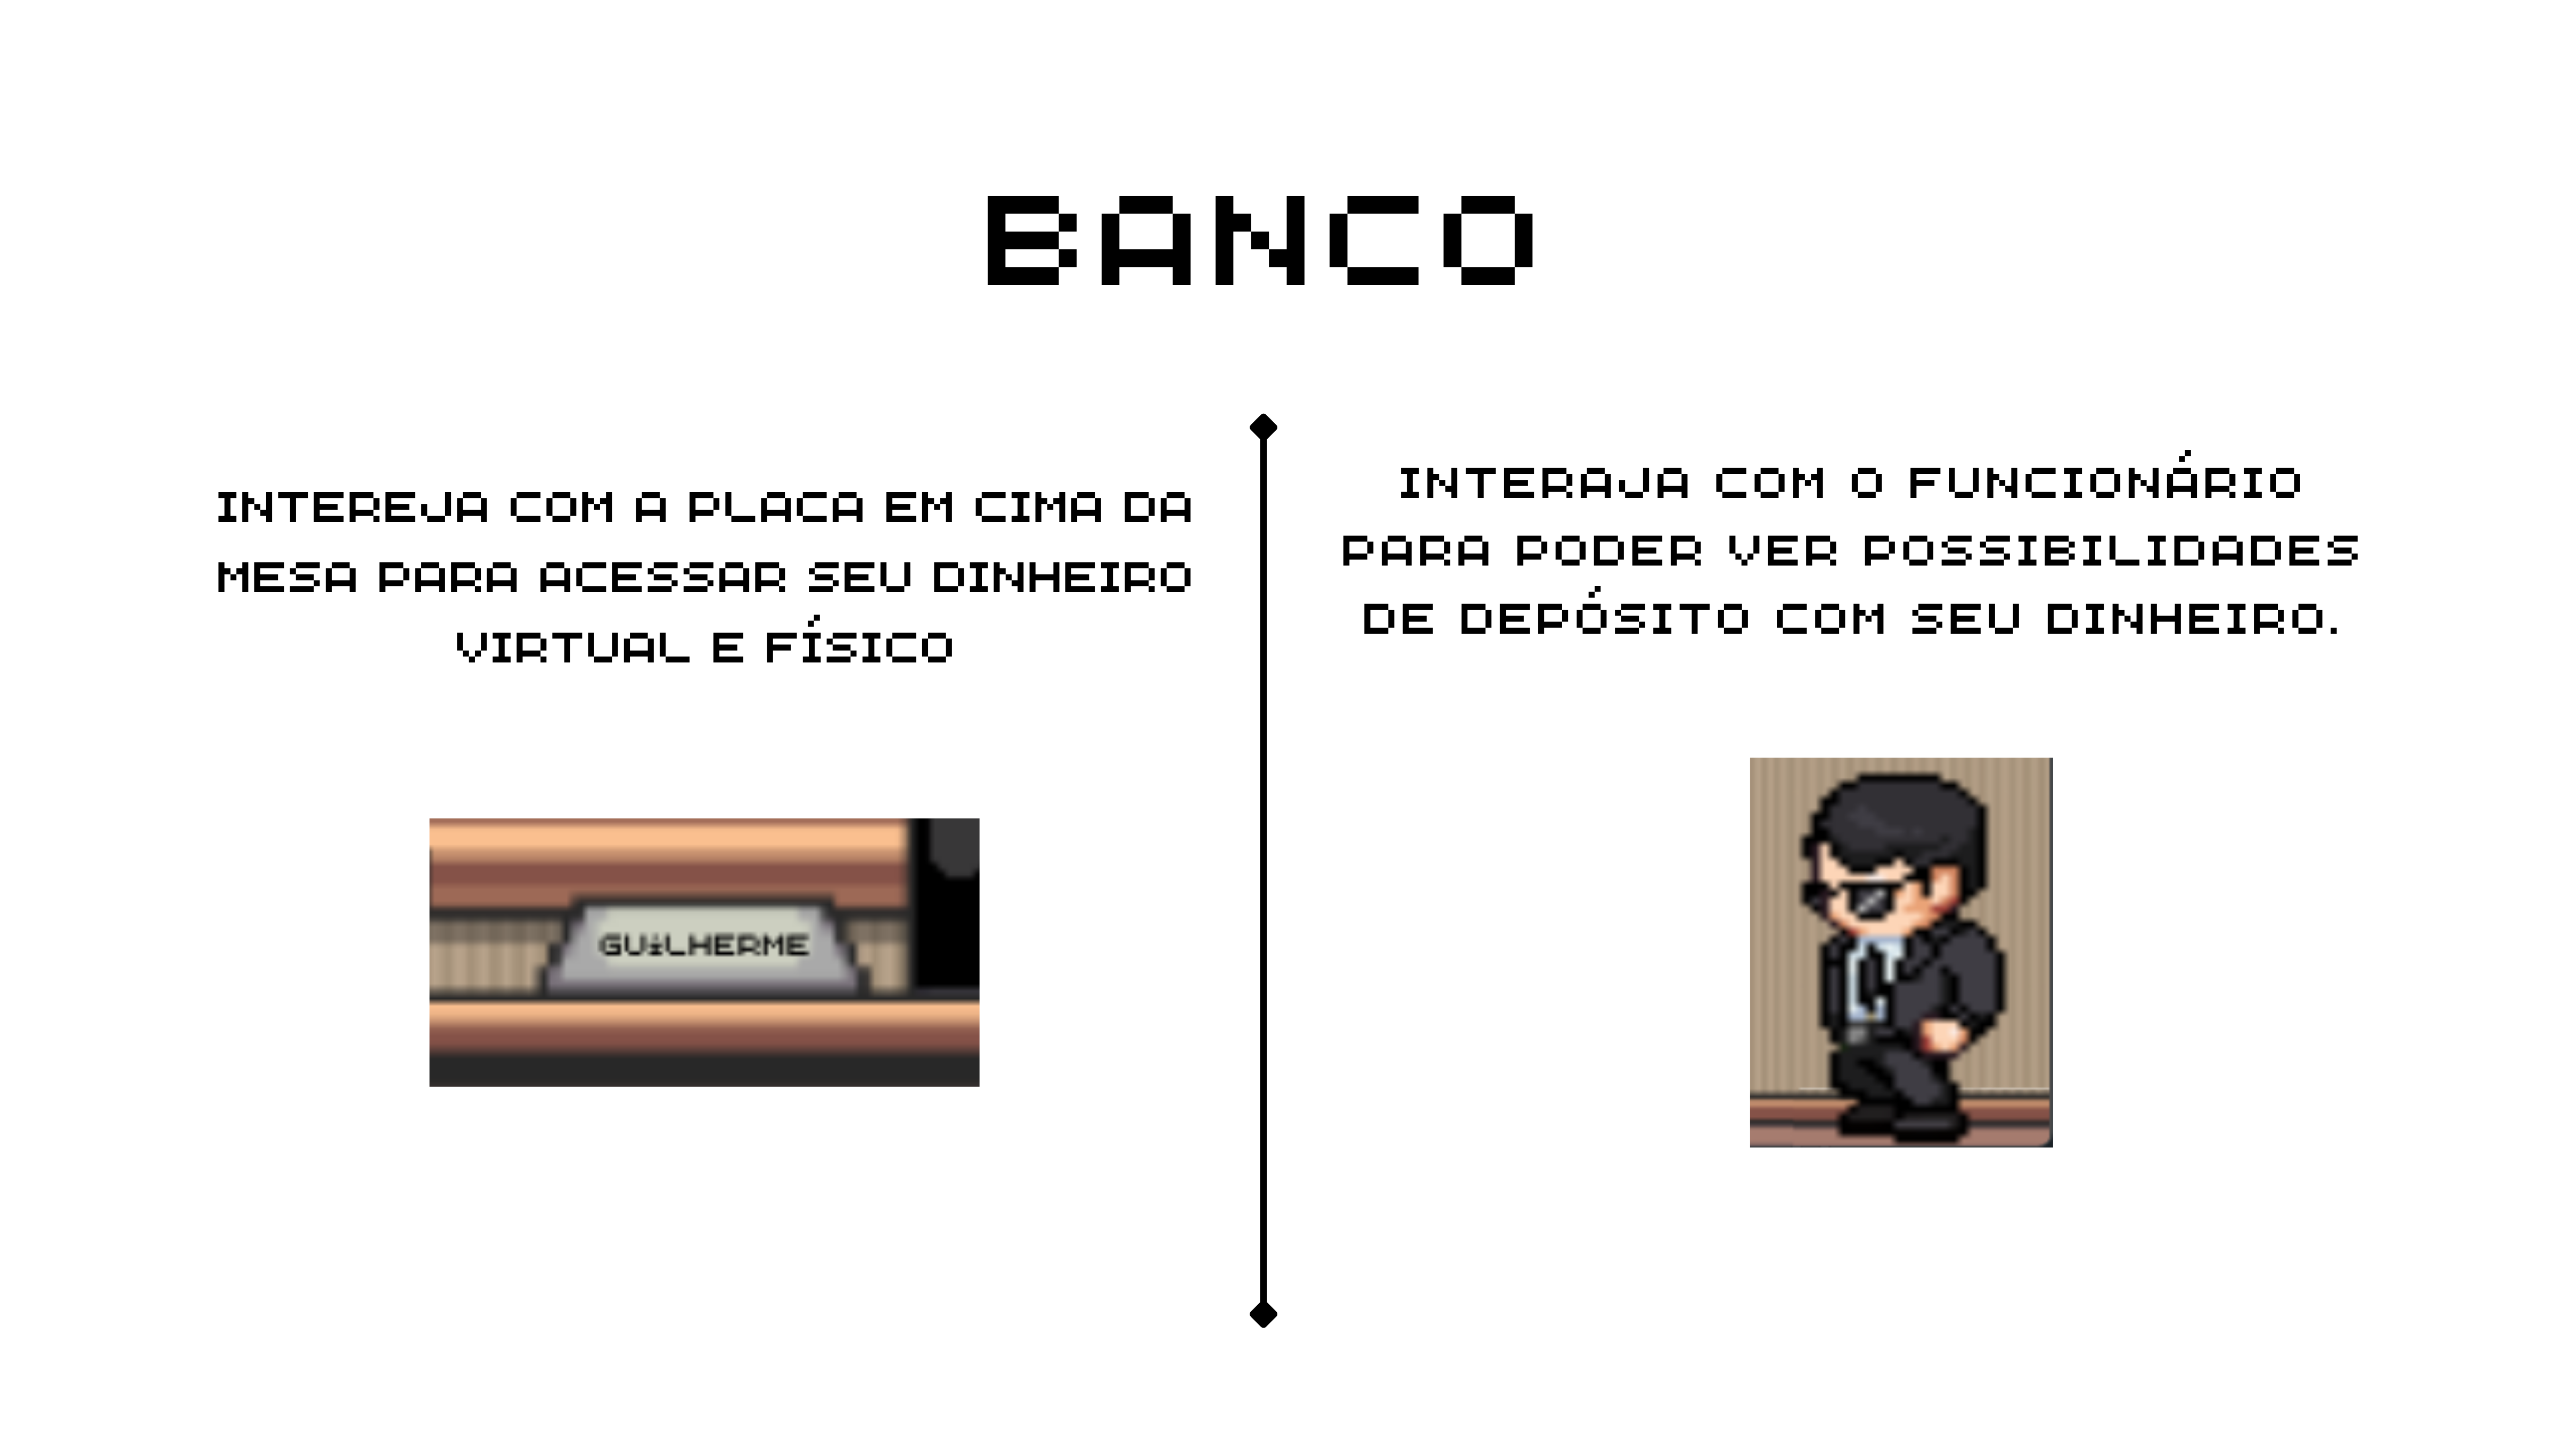 BANCO
INTEREJA COM A PLACA EM CIMA DA
MESA PARA ACESSAR SEU DINHEIRO
VIRTUAL E FÍSICO
GUiLHERME
INTERAJA COM O FUNCIONÁRIO
PARA PODER VER POSSIBILIDADES
DE DEPÓSITO COM SEU DINHEIRO.